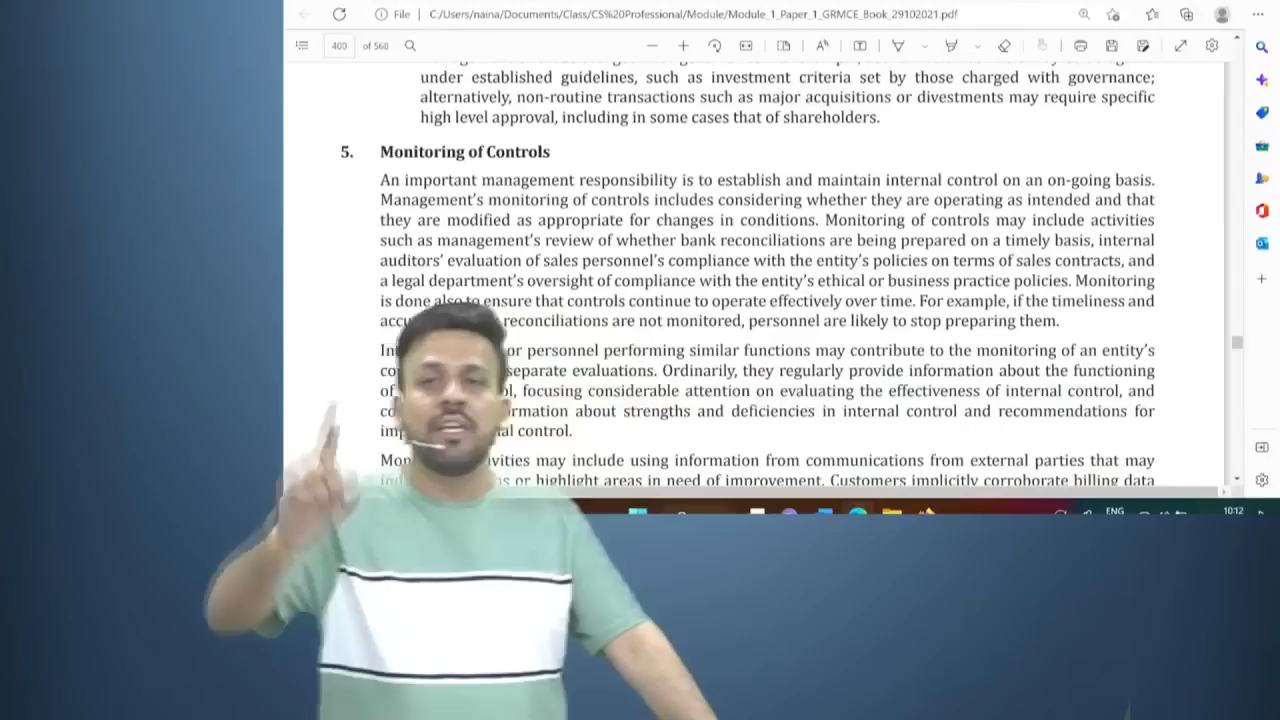 File C:/Users/naina/Documents/Class/CS%20Professional/Module/Module_1_Paper_1_GRMCE_Book_29102021.pdf
400 of 568
under established guidelines, such as investment criteria set by those charged with governance;
alternatively, non-routine transactions such as major acquisitions or divestments may require specific
high level approval, including in some cases that of shareholders.
5. Monitoring of Controls
An important management responsibility is to establish and maintain internal control on an on-going basis.
Management's monitoring of controls includes considering whether they are operating as intended and that
they are modified as appropriate for changes in conditions. Monitoring of controls may include activities
such as management's review of whether bank reconciliations are being prepared on a timely basis, internal
auditors' evaluation of sales personnel's compliance with the entity's policies on terms of sales contracts, and
a legal department's oversight of compliance with the entity's ethical or business practice policies. Monitoring
is done also to ensure that controls continue to operate effectively over time. For example, if the timeliness and
reconciliations are not monitored, personnel are likely to stop preparing them.
or personnel performing similar functions may contribute to the monitoring of an entity's
separate evaluations. Ordinarily, they regularly provide information about the functioning
of focusing considerable attention on evaluating the effectiveness of internal control, and
about strengths and deficiencies in internal control and recommendations for
control.
may include using information from communications from external parties that may
or highlight areas in need of improvement. Customers implicitly corroborate billing data
ENG
10:12